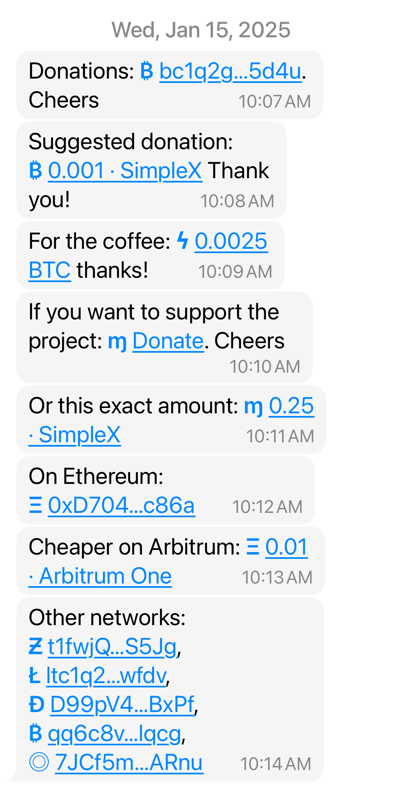 Wed, Jan 15, 2025
Donations: ₿ bc1q2g...5d4u.
Cheers 10:07 AM
Suggested donation:
₿ 0.001 · SimpleX Thank
you! 10:08 AM
For the coffee: ϟ 0.0025
BTC thanks! 10:09 AM
If you want to support the
project: ɱ Donate. Cheers
10:10 AM
Or this exact amount: ɱ 0.25
· SimpleX 10:11 AM
On Ethereum:
Ξ 0xD704...c86a 10:12 AM
Cheaper on Arbitrum: Ξ 0.01
· Arbitrum One 10:13 AM
Other networks:
Ƶ t1fwjQ...S5Jg,
Ł ltc1q2...wfdv,
Ð D99pV4...BxPf,
₿ qq6c8v...lqcg,
◎ 7JCf5m...ARnu 10:14 AM